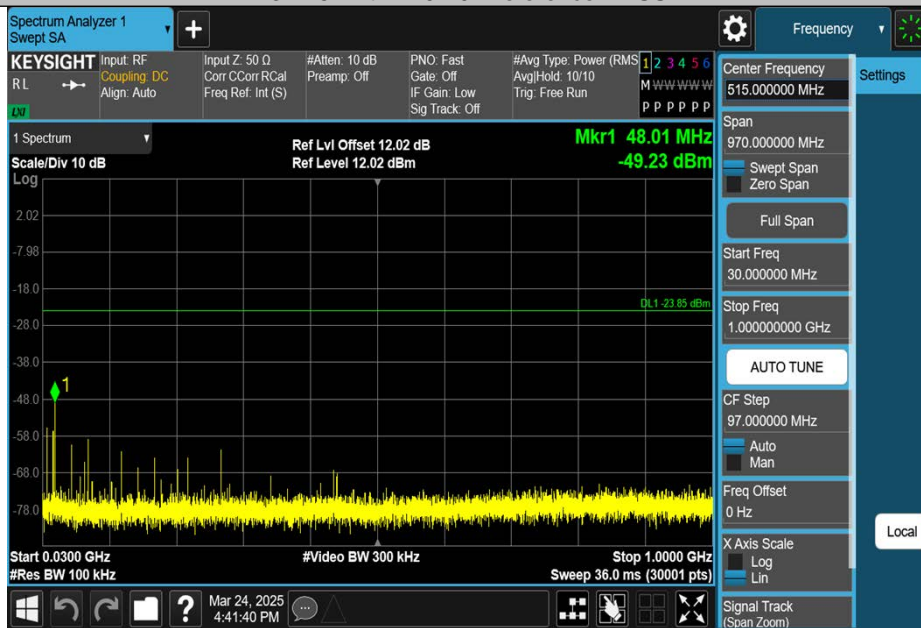 Spectrum Analyzer 1
Swept SA
Frequency
KEYSIGHT
RL
LXI
Input: RF
Coupling: DC
Align: Auto
Input Z: 50 Ω
Corr CCorr RCal
Freq Ref: Int (S)
#Atten: 10 dB
Preamp: Off
PNO: Fast
Gate: Off
IF Gain: Low
Sig Track: Off
#Avg Type: Power (RMS
Avg|Hold: 10/10
Trig: Free Run
1 2 3 4 5 6
M W W W W W
P P P P P P
1 Spectrum
Scale/Div 10 dB
Log
Ref Lvl Offset 12.02 dB
Ref Level 12.02 dBm
Mkr1 48.01 MHz
-49.23 dBm
2.02
-7.98
-18.0
DL1 -23.85 dBm
-28.0
-38.0
1
-48.0
-58.0
-68.0
-78.0
Start 0.0300 GHz
#Res BW 100 kHz
#Video BW 300 kHz
Stop 1.0000 GHz
Sweep 36.0 ms (30001 pts)
?
Mar 24, 2025
4:41:40 PM
Center Frequency
515.000000 MHz
Span
970.000000 MHz
Swept Span
Zero Span
Full Span
Start Freq
30.000000 MHz
Stop Freq
1.000000000 GHz
AUTO TUNE
CF Step
97.000000 MHz
Auto
Man
Freq Offset
0 Hz
X Axis Scale
Log
Lin
Signal Track
(Span Zoom)
Settings
Local